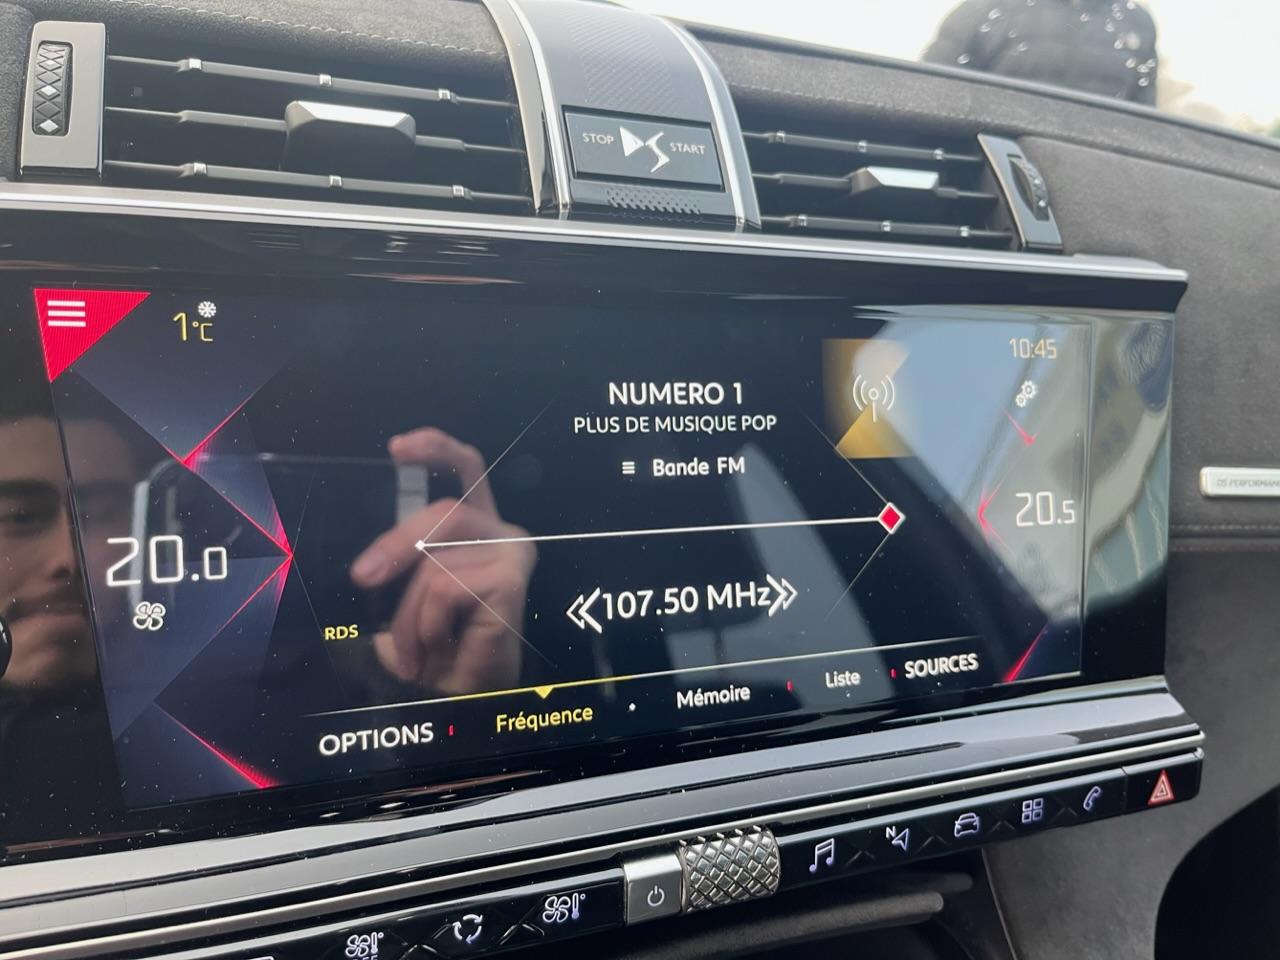 STOP START
1°C
10:45
NUMERO 1
PLUS DE MUSIQUE POP
Bande FM
20.0
20.5
107.50 MHz
RDS
OPTIONS
Fréquence
Mémoire
Liste
SOURCES
N